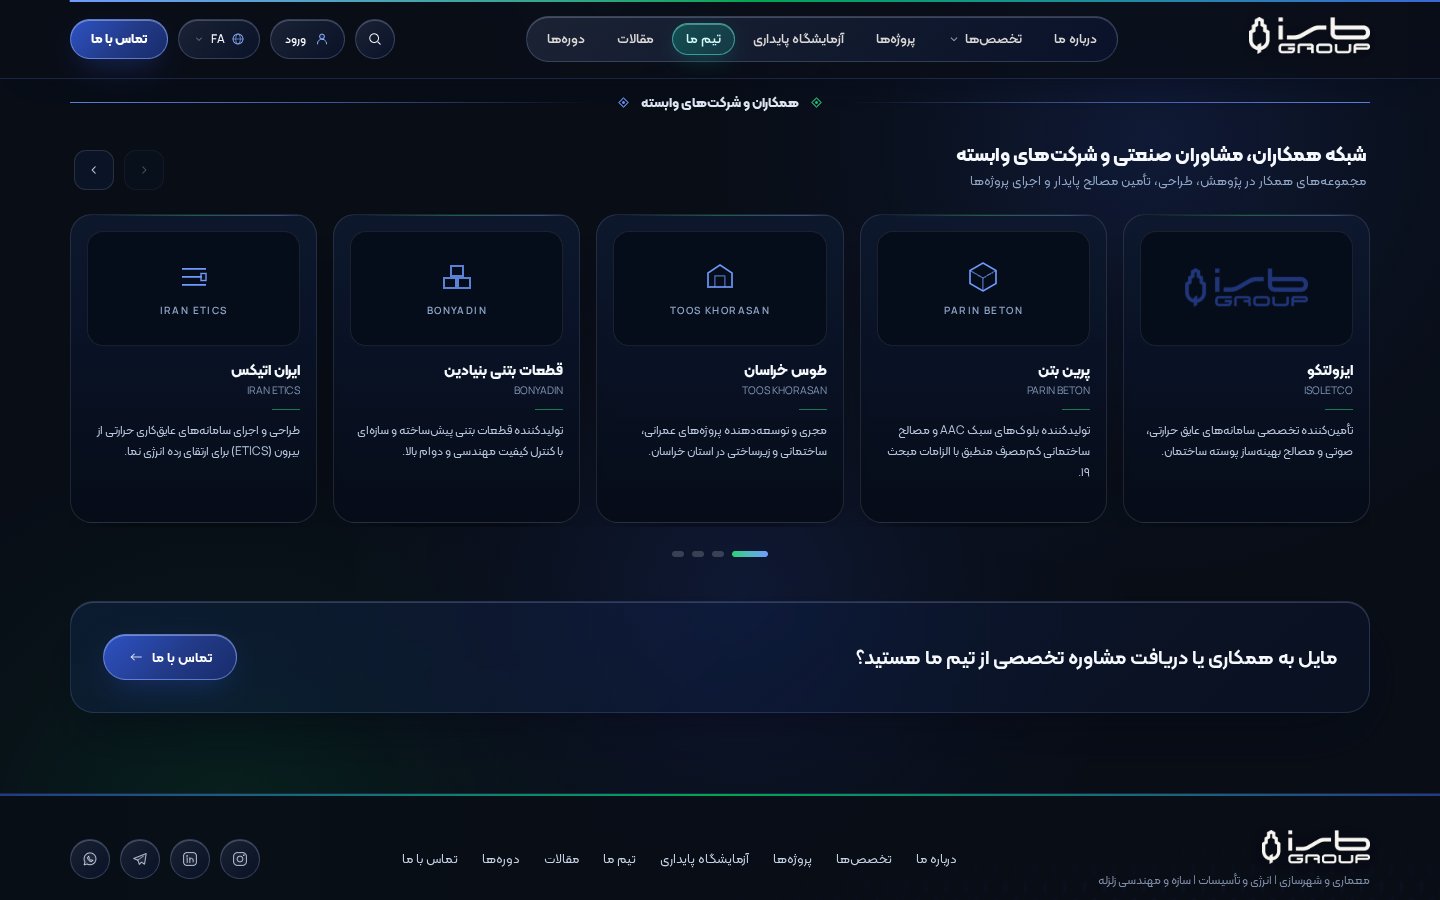 درباره ما
تخصص‌ها
پروژه‌ها
آزمایشگاه پایداری
تیم ما
مقالات
دوره‌ها
ورود
FA
تماس با ما
GROUP
همکاران و شرکت‌های وابسته
شبکه همکاران، مشاوران صنعتی و شرکت‌های وابسته
مجموعه‌های همکار در پژوهش، طراحی، تأمین مصالح پایدار و اجرای پروژه‌ها
GROUP
ایزولتکو
ISOLETCO
تأمین‌کننده تخصصی سامانه‌های عایق حرارتی،
صوتی و مصالح بهینه‌ساز پوسته ساختمان.
PARIN BETON
پرین بتن
PARIN BETON
تولیدکننده بلوک‌های سبک AAC و مصالح
ساختمانی کم‌مصرف منطبق با الزامات مبحث
۱۹.
TOOS KHORASAN
طوس خراسان
TOOS KHORASAN
مجری و توسعه‌دهنده پروژه‌های عمرانی،
ساختمانی و زیرساختی در استان خراسان.
BONYADIN
قطعات بتنی بنیادین
BONYADIN
تولیدکننده قطعات بتنی پیش‌ساخته و سازه‌ای
با کنترل کیفیت مهندسی و دوام بالا.
IRAN ETICS
ایران اتیکس
IRAN ETICS
طراحی و اجرای سامانه‌های عایق‌کاری حرارتی از
بیرون (ETICS) برای ارتقای رده انرژی نما.
مایل به همکاری یا دریافت مشاوره تخصصی از تیم ما هستید؟
تماس با ما
GROUP
معماری و شهرسازی | انرژی و تأسیسات | سازه و مهندسی زلزله
درباره ما
تخصص‌ها
پروژه‌ها
آزمایشگاه پایداری
تیم ما
مقالات
دوره‌ها
تماس با ما